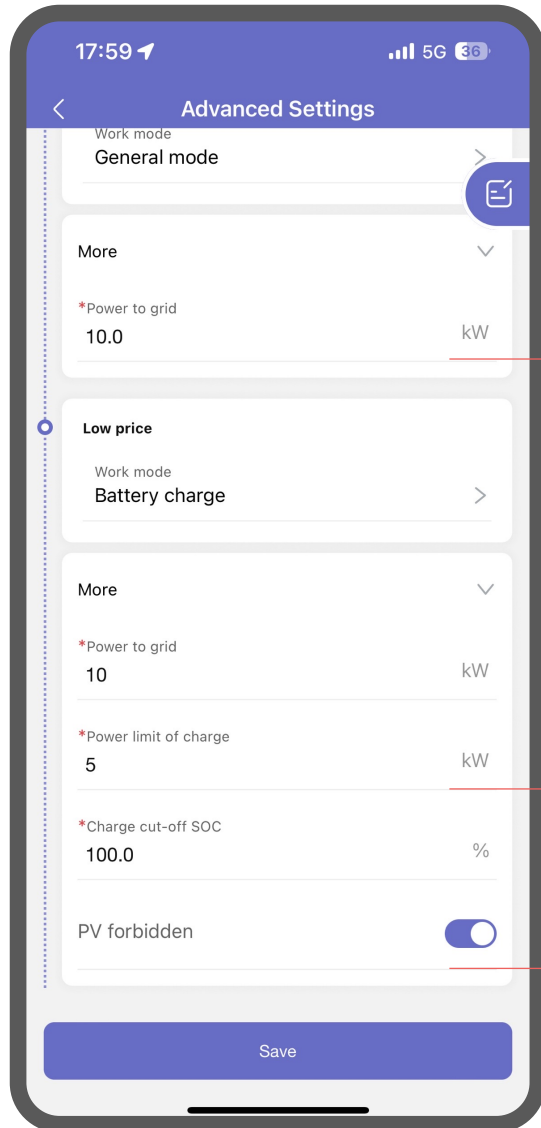 17:59
5G 36
Advanced Settings
Work mode
General mode
More
*Power to grid
10.0 kW
Low price
Work mode
Battery charge
More
*Power to grid
10 kW
*Power limit of charge
5 kW
*Charge cut-off SOC
100.0 %
PV forbidden
Save